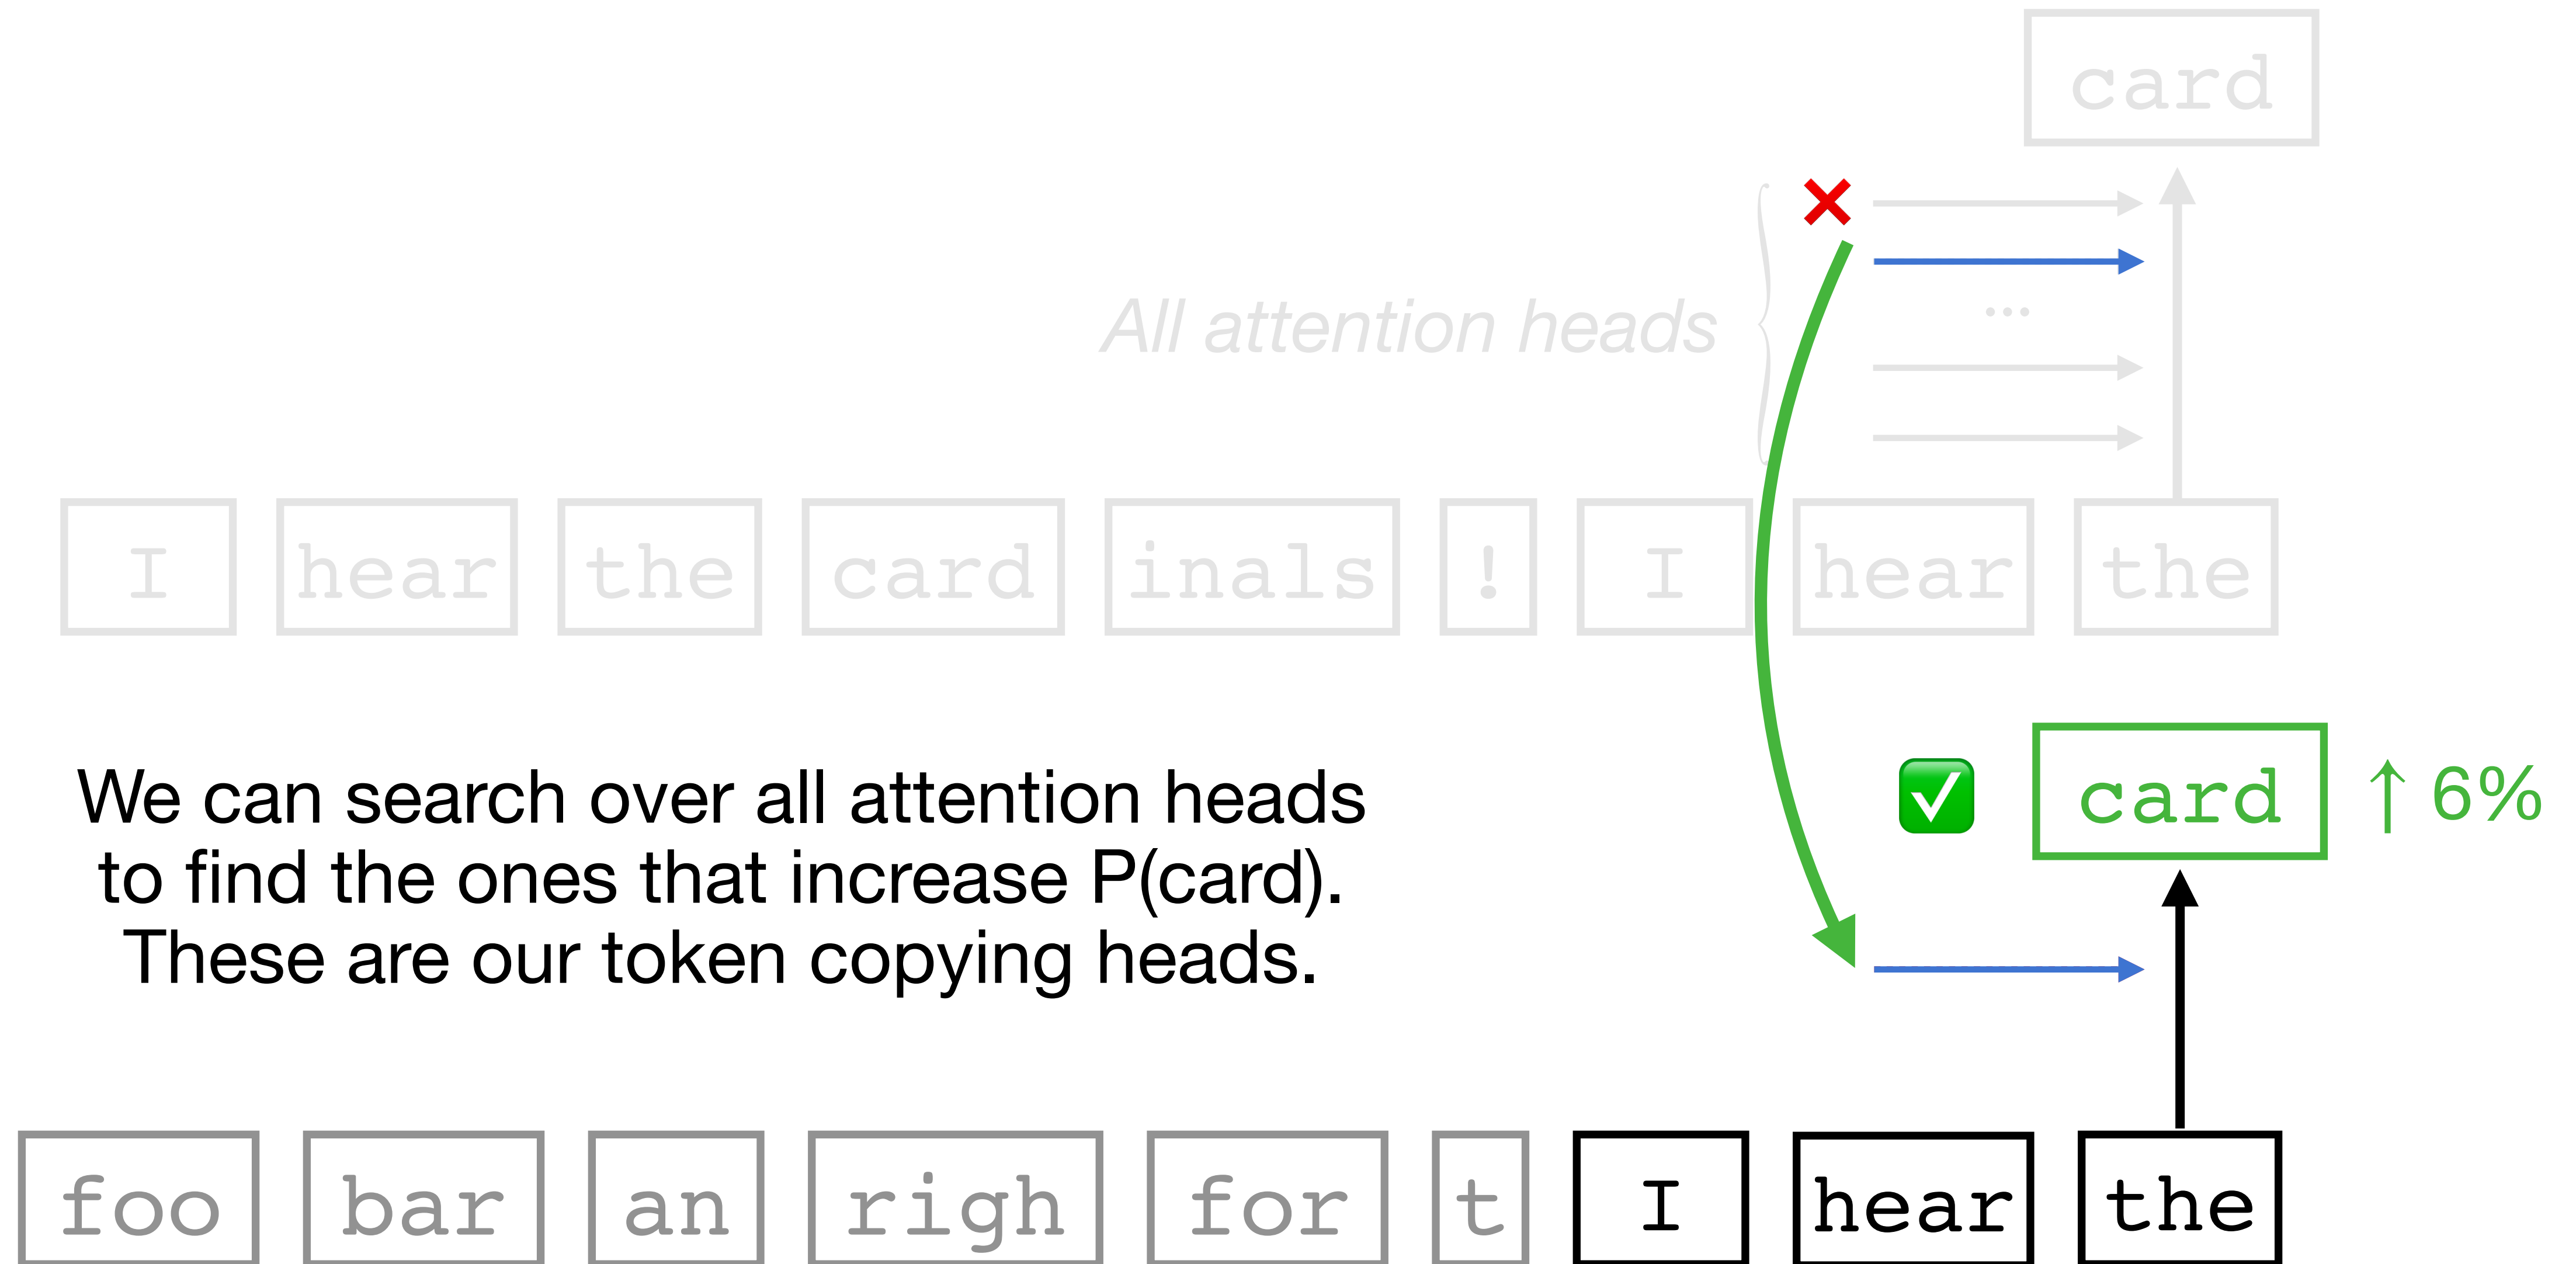 card
All attention heads
...
I hear the card inals ! I hear the
card ↑ 6%
We can search over all attention heads
to find the ones that increase P(card).
These are our token copying heads.
foo bar an righ for t I hear the